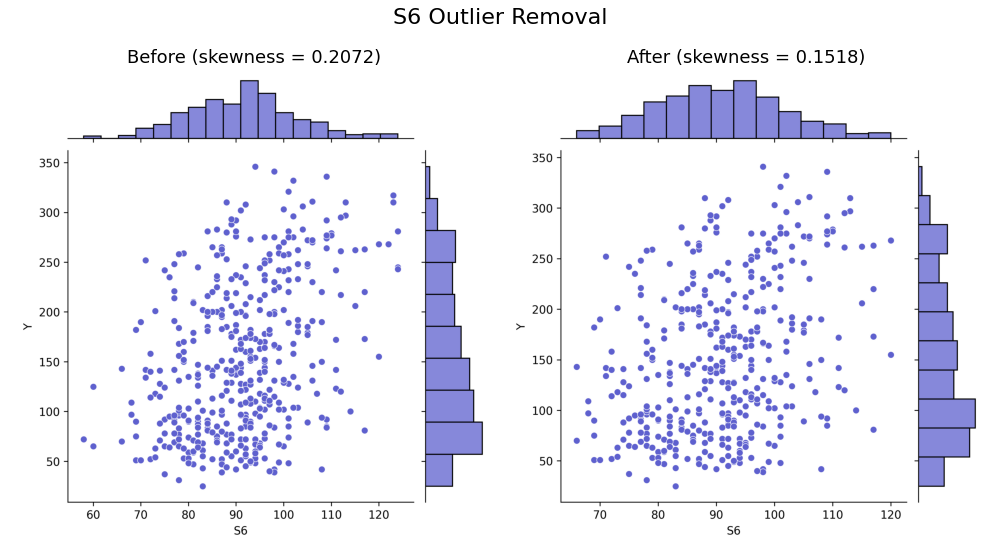 S6 Outlier Removal
Before (skewness = 0.2072)
After (skewness = 0.1518)
350
300
250
200
150
100
50
Y
60 70 80 90 100 110 120
S6
350
300
250
200
150
100
50
Y
70 80 90 100 110 120
S6